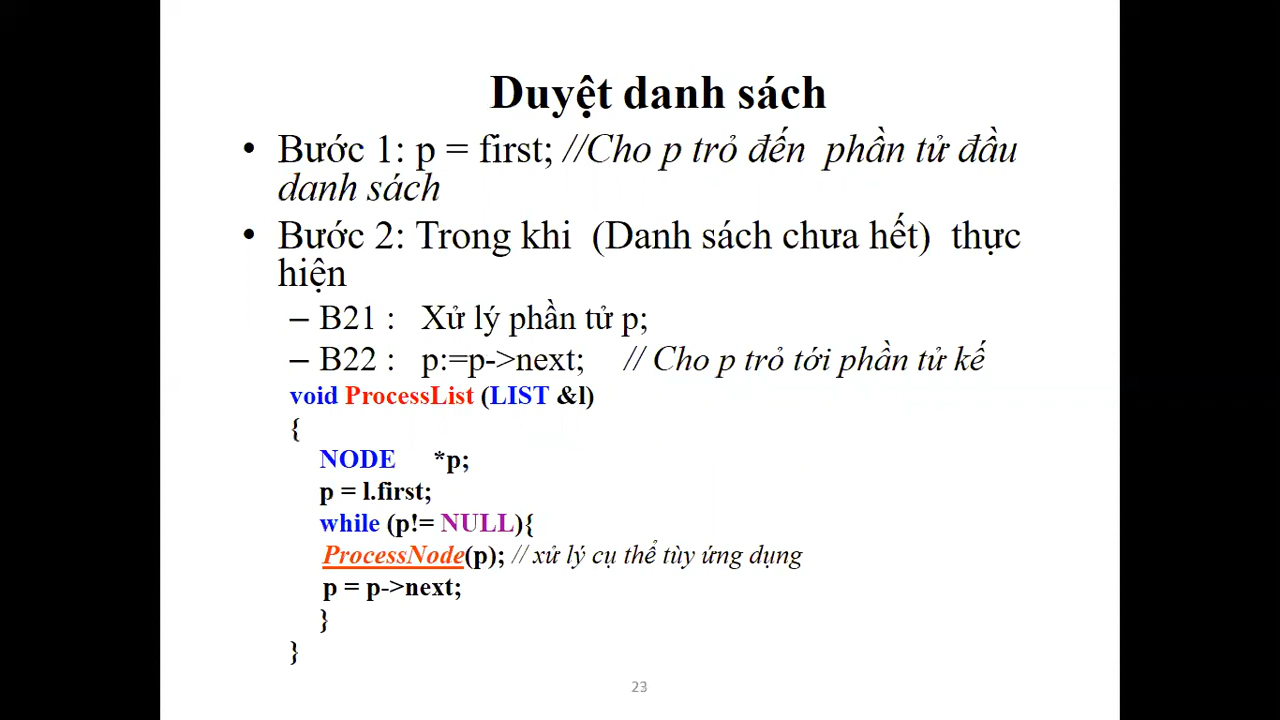 Duyệt danh sách
• Bước 1: p = first; //Cho p trỏ đến phần tử đầu
danh sách
• Bước 2: Trong khi (Danh sách chưa hết) thực
hiện
– B21 : Xử lý phần tử p;
– B22 : p:=p->next; // Cho p trỏ tới phần tử kế
void ProcessList (LIST &l)
{
NODE *p;
p = l.first;
while (p!= NULL){
ProcessNode(p); // xử lý cụ thể tùy ứng dụng
p = p->next;
}
}
23